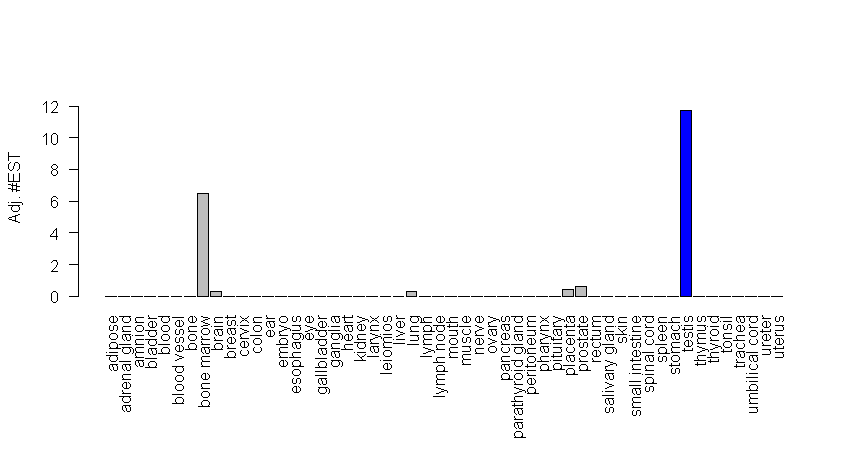 Adj. #EST
12
10
8
6
4
2
0
adipose
adrenal gland
amnion
bladder
blood
blood vessel
bone
bone marrow
brain
breast
cervix
colon
ear
embryo
esophagus
eye
gallbladder
ganglia
heart
kidney
larynx
leiomios
liver
lung
lymph
lymph node
mouth
muscle
nerve
ovary
pancreas
parathyroid gland
peritoneum
pharynx
pituitary
placenta
prostate
rectum
salivary gland
skin
small intestine
spinal cord
spleen
stomach
testis
thymus
thyroid
tonsil
trachea
umbilical cord
ureter
uterus